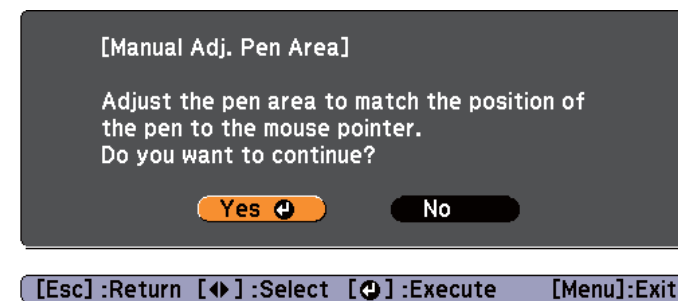 [Manual Adj. Pen Area]
Adjust the pen area to match the position of
the pen to the mouse pointer.
Do you want to continue?
Yes No
[Esc] :Return [◆] :Select [↵] :Execute [Menu]:Exit